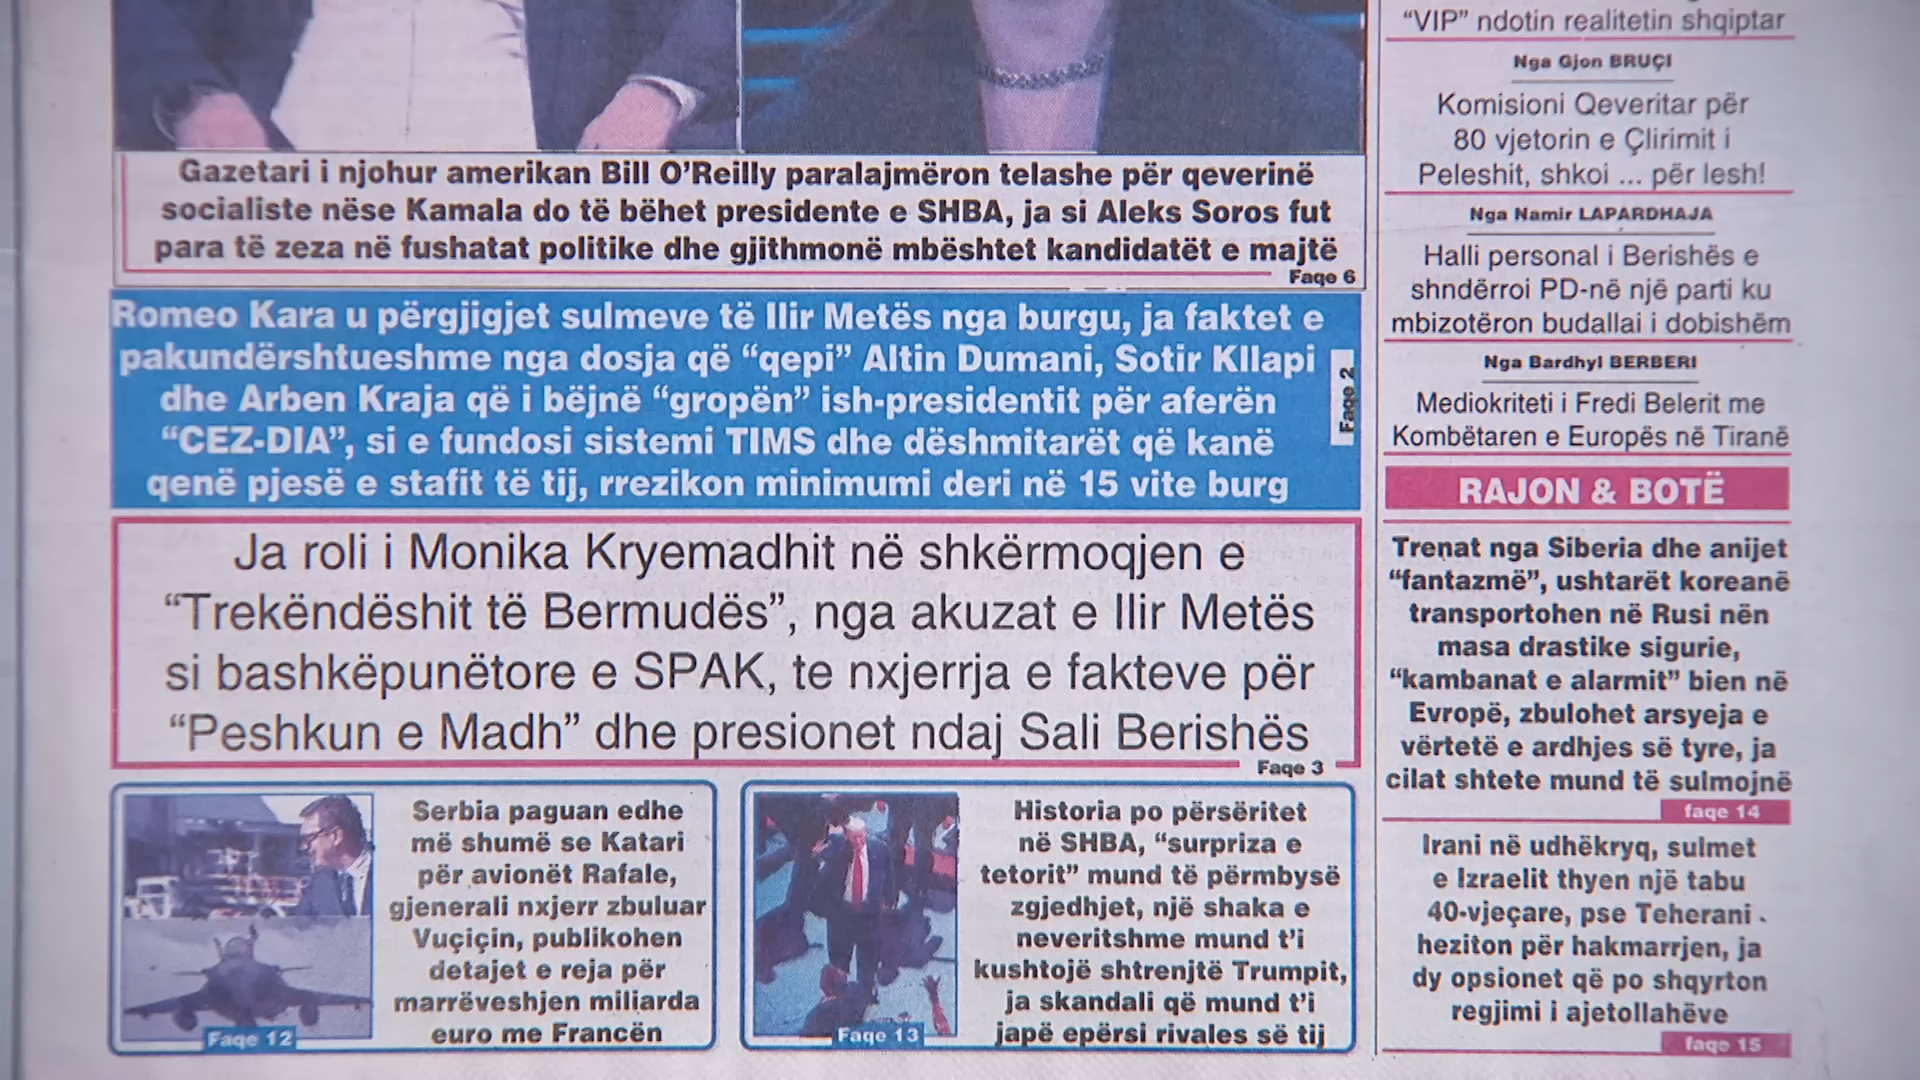 Gazetari i njohur amerikan Bill O’Reilly paralajmëron telashe për qeverinë
socialiste nëse Kamala do të bëhet presidente e SHBA, ja si Aleks Soros fut
para të zeza në fushatat politike dhe gjithmonë mbështet kandidatët e majtë
Faqe 6
Romeo Kara u përgjigjet sulmeve të Ilir Metës nga burgu, ja faktet e
pakundërshtueshme nga dosja që “qepi” Altin Dumani, Sotir Kllapi
dhe Arben Kraja që i bëjnë “gropën” ish-presidentit për aferën
“CEZ-DIA”, si e fundosi sistemi TIMS dhe dëshmitarët që kanë
qenë pjesë e stafit të tij, rrezikon minimumi deri në 15 vite burg
Faqe 2
Ja roli i Monika Kryemadhit në shkërmoqjen e
“Trekëndëshit të Bermudës”, nga akuzat e Ilir Metës
si bashkëpunëtore e SPAK, te nxjerrja e fakteve për
“Peshkun e Madh” dhe presionet ndaj Sali Berishës
Faqe 3
Serbia paguan edhe
më shumë se Katari
për avionët Rafale,
gjenerali nxjerr zbuluar
Vuçiçin, publikohen
detajet e reja për
marrëveshjen miliarda
euro me Francën
Faqe 12
Historia po përsëritet
në SHBA, “surpriza e
tetorit” mund të përmbysë
zgjedhjet, një shaka e
neveritshme mund t’i
kushtojë shtrenjtë Trumpit,
ja skandali që mund t’i
japë epërsi rivales së tij
Faqe 13
“VIP” ndotin realitetin shqiptar
Nga Gjon BRUÇI
Komisioni Qeveritar për
80 vjetorin e Çlirimit i
Peleshit, shkoi ... për lesh!
Nga Namir LAPARDHAJA
Halli personal i Berishës e
shndërroi PD-në një parti ku
mbizotëron budallai i dobishëm
Nga Bardhyl BERBERI
Mediokriteti i Fredi Belerit me
Kombëtaren e Europës në Tiranë
RAJON & BOTË
Trenat nga Siberia dhe anijet
“fantazmë”, ushtarët koreanë
transportohen në Rusi nën
masa drastike sigurie,
“kambanat e alarmit” bien në
Evropë, zbulohet arsyeja e
vërtetë e ardhjes së tyre, ja
cilat shtete mund të sulmojnë
faqe 14
Irani në udhëkryq, sulmet
e Izraelit thyen një tabu
40-vjeçare, pse Teherani
heziton për hakmarrjen, ja
dy opsionet që po shqyrton
regjimi i ajetollahëve
faqe 15